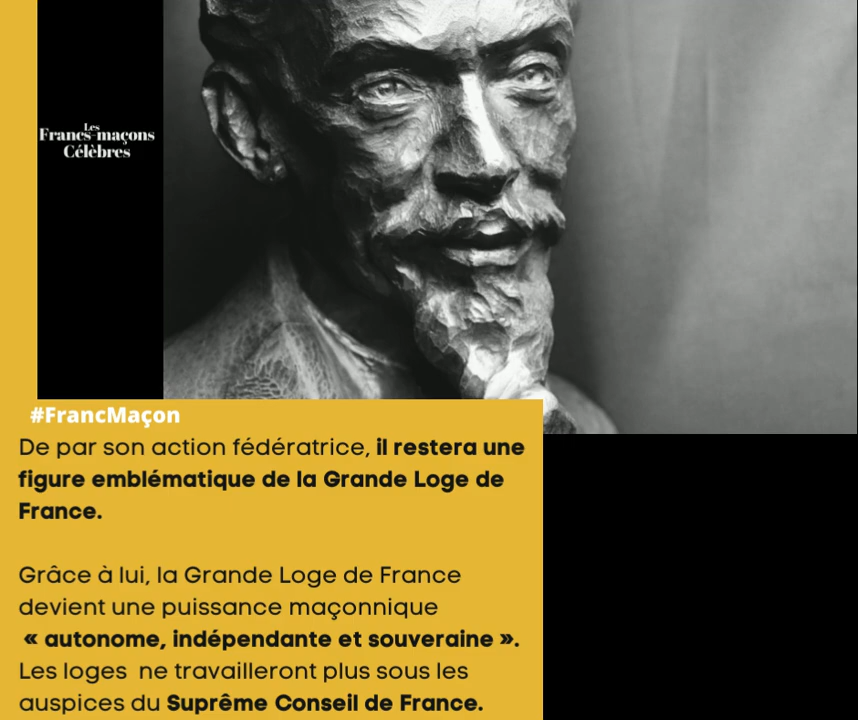 Les
Francs-maçons
Célèbres
#FrancMaçon
De par son action fédératrice, il restera une
figure emblématique de la Grande Loge de
France.
Grâce à lui, la Grande Loge de France
devient une puissance maçonnique
« autonome, indépendante et souveraine ».
Les loges ne travailleront plus sous les
auspices du Suprême Conseil de France.